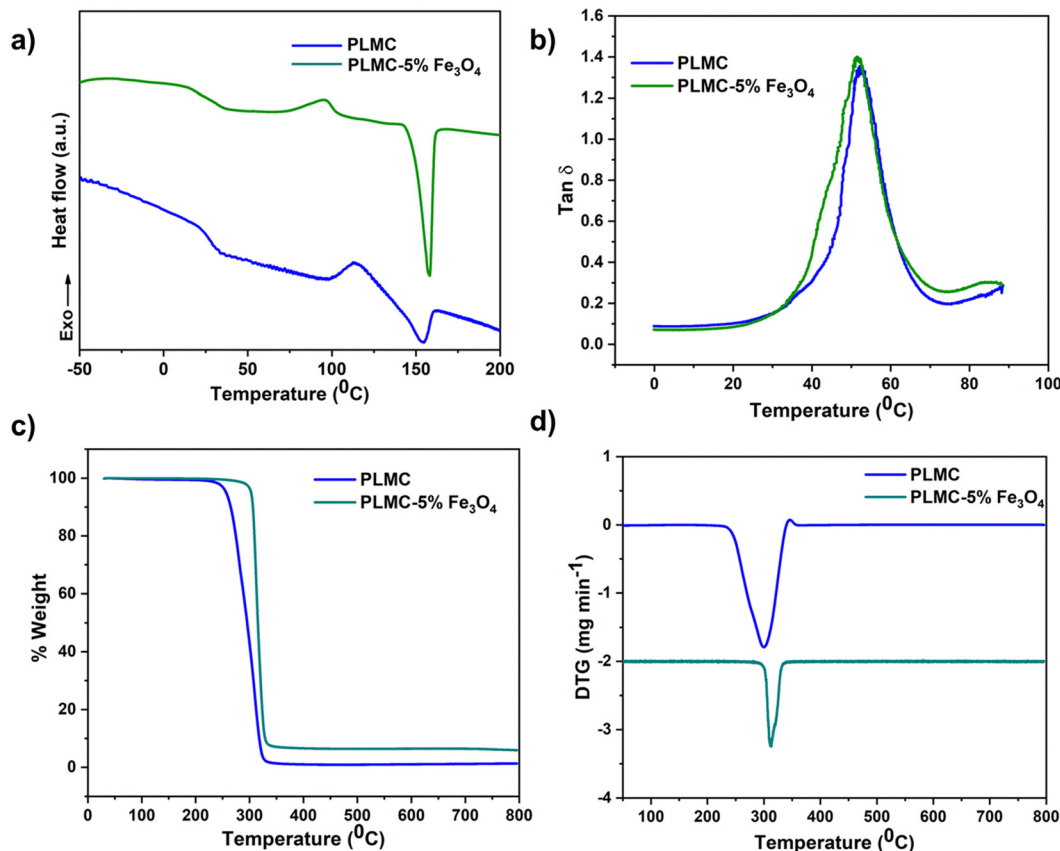 a)
PLMC
PLMC-5% Fe₃O₄
Heat flow (a.u.)
Exo
-50 0 50 100 150 200
Temperature (⁰C)
b)
PLMC
PLMC-5% Fe₃O₄
Tan δ
1.6
1.4
1.2
1.0
0.8
0.6
0.4
0.2
0.0
0 20 40 60 80 100
Temperature (⁰C)
c)
PLMC
PLMC-5% Fe₃O₄
% Weight
100
80
60
40
20
0
0 100 200 300 400 500 600 700 800
Temperature (⁰C)
d)
PLMC
PLMC-5% Fe₃O₄
DTG (mg min⁻¹)
1
0
-1
-2
-3
-4
100 200 300 400 500 600 700 800
Temperature (⁰C)